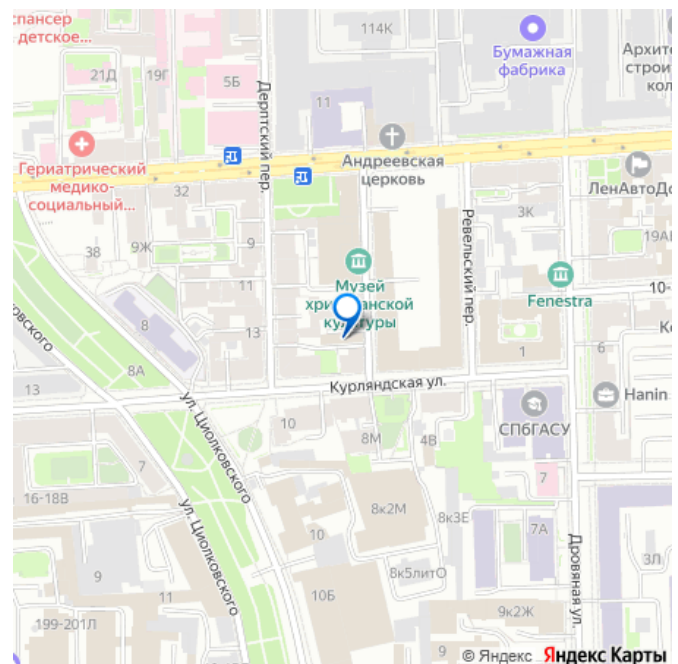 спансер
детское...
114К
Бумажная
фабрика
Архите
строи
кол
21Д
19Г
5Б
Дерптский пер.
11
Андреевская
церковь
Гериатрический
медико-
социальный...
32
ЛенАвтоДо
Ревельский пер.
3К
19АБ
38
9Ж
9
Музей
христианской
культуры
Fenestra
10-
11
8
13
овского
8А
1
6
Ко
13
Курляндская ул.
Hanin
СПбГАСУ
ул. Циолковского
10
8М
4В
7
7
16-18В
8к2М
8к3Е
7А
ул. Циолковского
10
Дровяная ул.
9
11
10Б
8к5литО
3Л
199-201Л
9к2Ж
© Яндекс Яндекс Карты